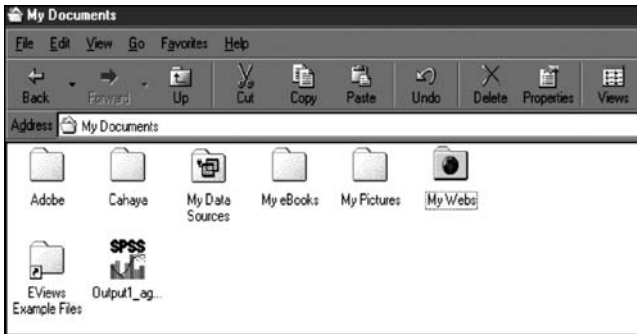 My Documents
File Edit View Go Favorites Help
Back Forward Up Cut Copy Paste Undo Delete Properties Views
Address My Documents
Adobe Cahaya My Data Sources My eBooks My Pictures My Webs
EViews Example Files
SPSS
Output1_ag...